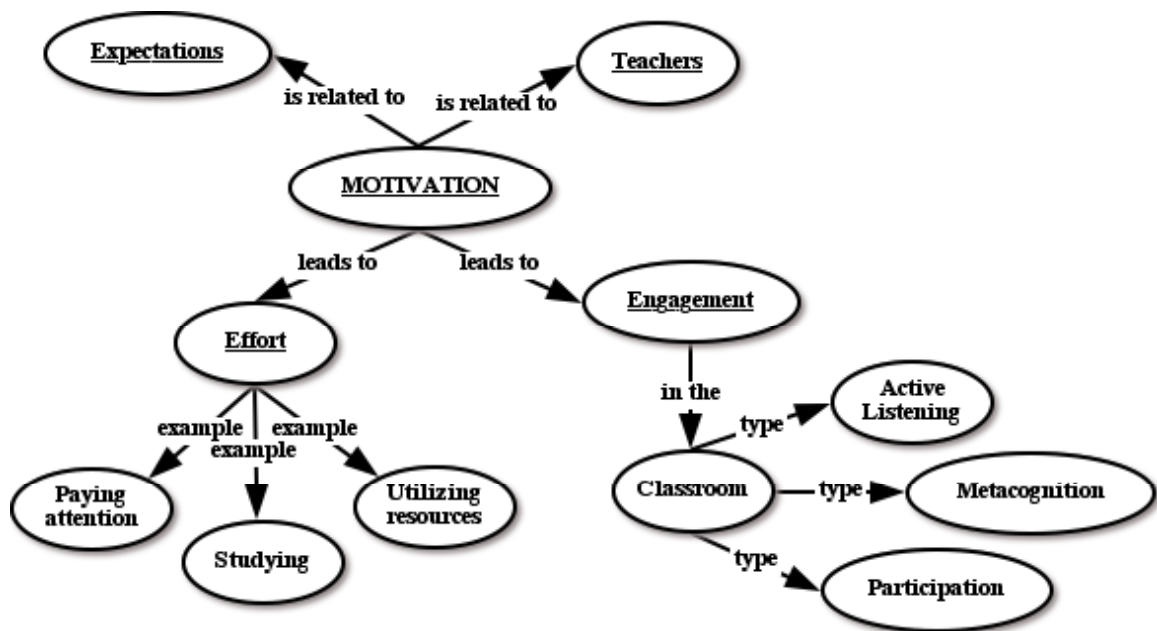 Expectations
Teachers
is related to
is related to
MOTIVATION
leads to
leads to
Engagement
Effort
in the
Active
Listening
type
example
example
example
Paying
attention
Utilizing
resources
Studying
Classroom
type
Metacognition
type
Participation